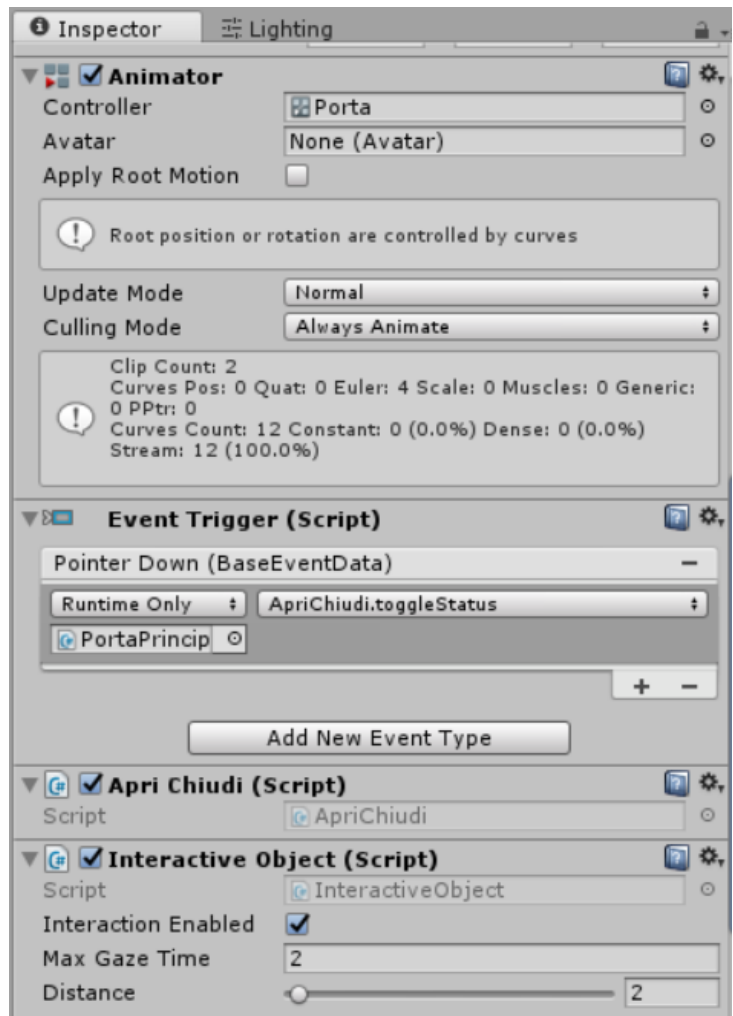 Inspector Lighting
Animator
Controller Porta
Avatar None (Avatar)
Apply Root Motion
Root position or rotation are controlled by curves
Update Mode Normal
Culling Mode Always Animate
Clip Count: 2
Curves Pos: 0 Quat: 0 Euler: 4 Scale: 0 Muscles: 0 Generic:
0 PPtr: 0
Curves Count: 12 Constant: 0 (0.0%) Dense: 0 (0.0%)
Stream: 12 (100.0%)
Event Trigger (Script)
Pointer Down (BaseEventData)
Runtime Only ApriChiudi.toggleStatus
PortaPrincip
Add New Event Type
Apri Chiudi (Script)
Script ApriChiudi
Interactive Object (Script)
Script InteractiveObject
Interaction Enabled
Max Gaze Time 2
Distance 2